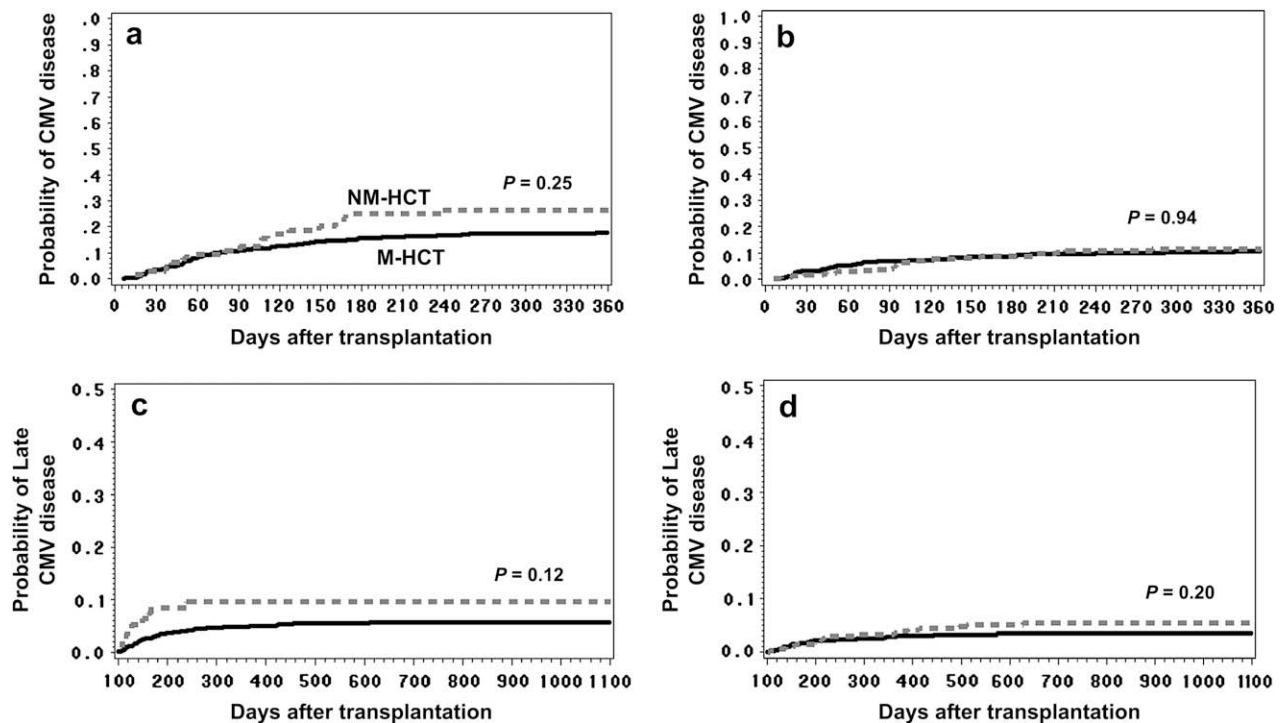 a
Probability of CMV disease
.0
.9
.8
.7
.6
.5
.4
.3
.2
.1
0.0
NM-HCT
P = 0.25
M-HCT
0 30 60 90 120 150 180 210 240 270 300 330 360
Days after transplantation
b
Probability of CMV disease
1.0
0.9
0.8
0.7
0.6
0.5
0.4
0.3
0.2
0.1
0.0
P = 0.94
0 30 60 90 120 150 180 210 240 270 300 330 360
Days after transplantation
c
Probability of Late
CMV disease
0.5
0.4
0.3
0.2
0.1
0.0
P = 0.12
100 200 300 400 500 600 700 800 900 1000 1100
Days after transplantation
d
Probability of Late
CMV disease
0.5
0.4
0.3
0.2
0.1
0.0
P = 0.20
100 200 300 400 500 600 700 800 900 1000 1100
Days after transplantation